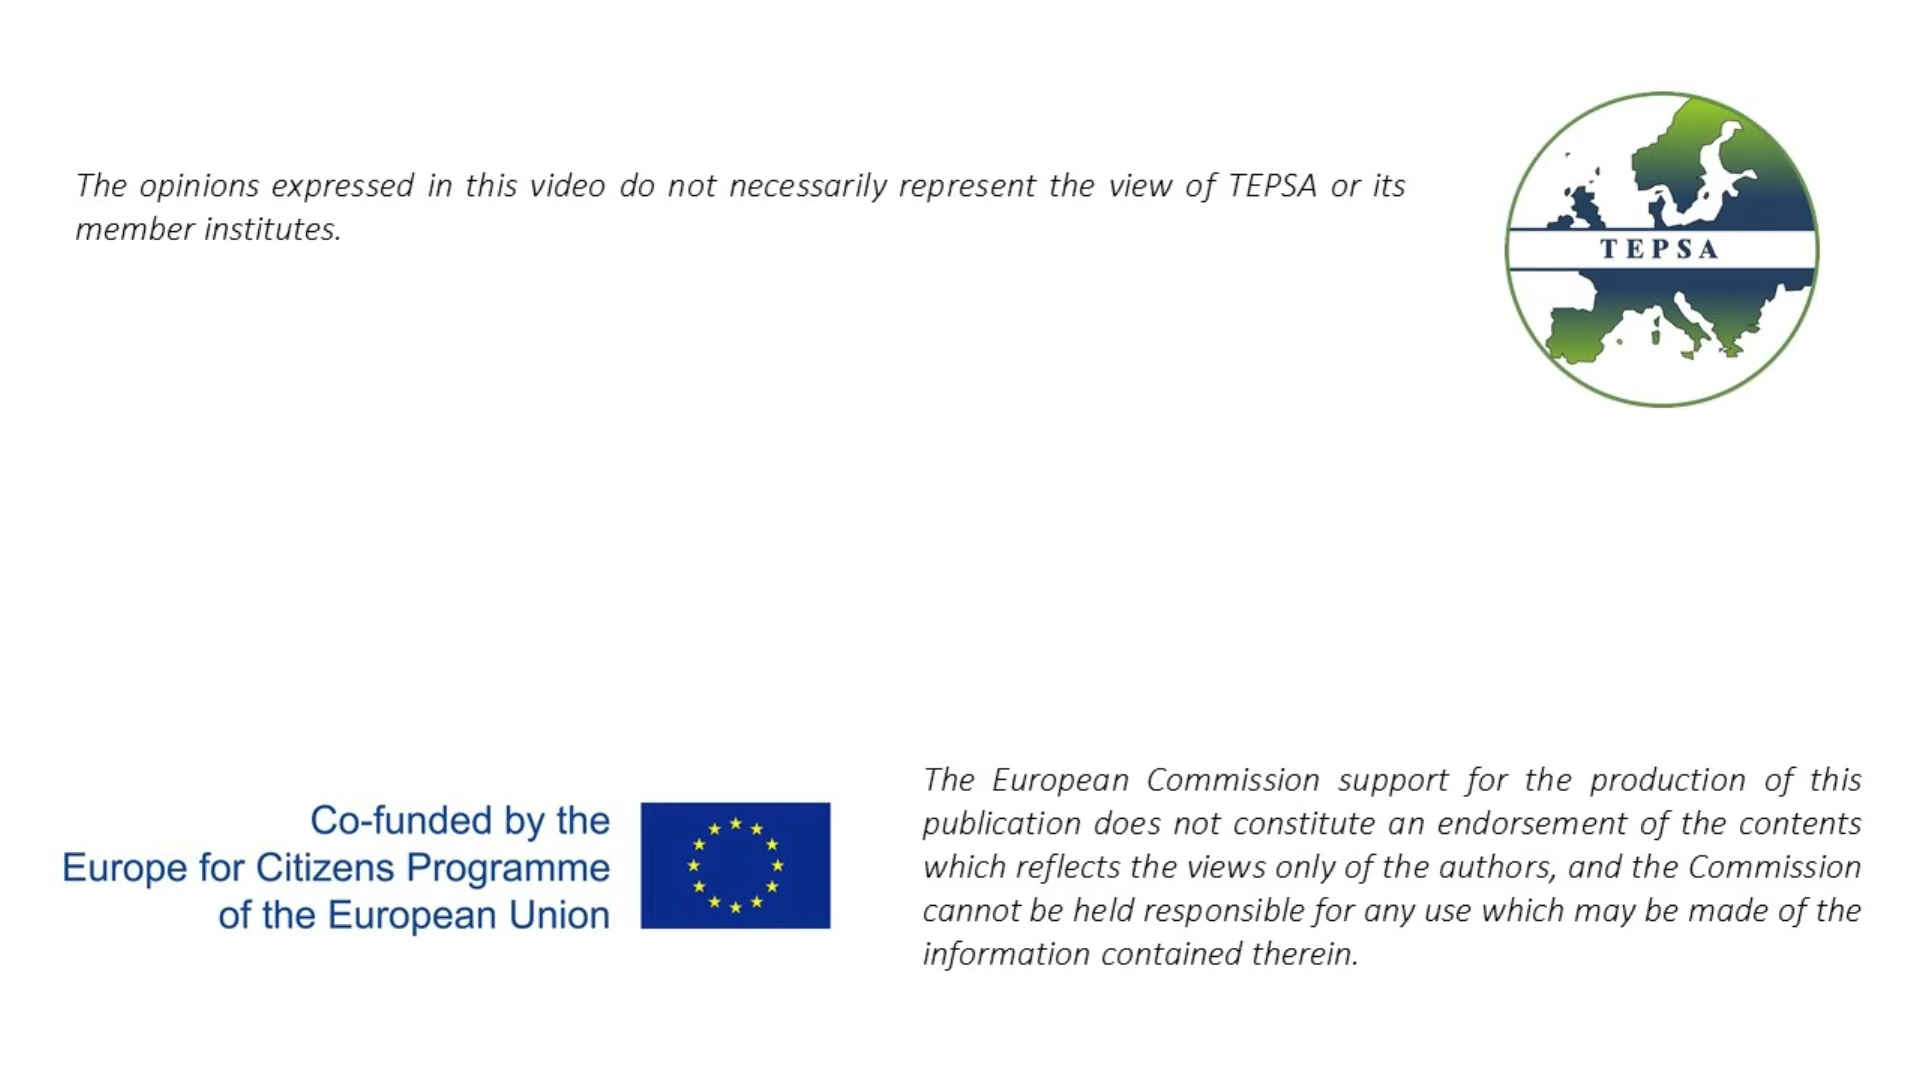 The opinions expressed in this video do not necessarily represent the view of TEPSA or its
member institutes.
TEPSA
Co-funded by the
Europe for Citizens Programme
of the European Union
The European Commission support for the production of this
publication does not constitute an endorsement of the contents
which reflects the views only of the authors, and the Commission
cannot be held responsible for any use which may be made of the
information contained therein.